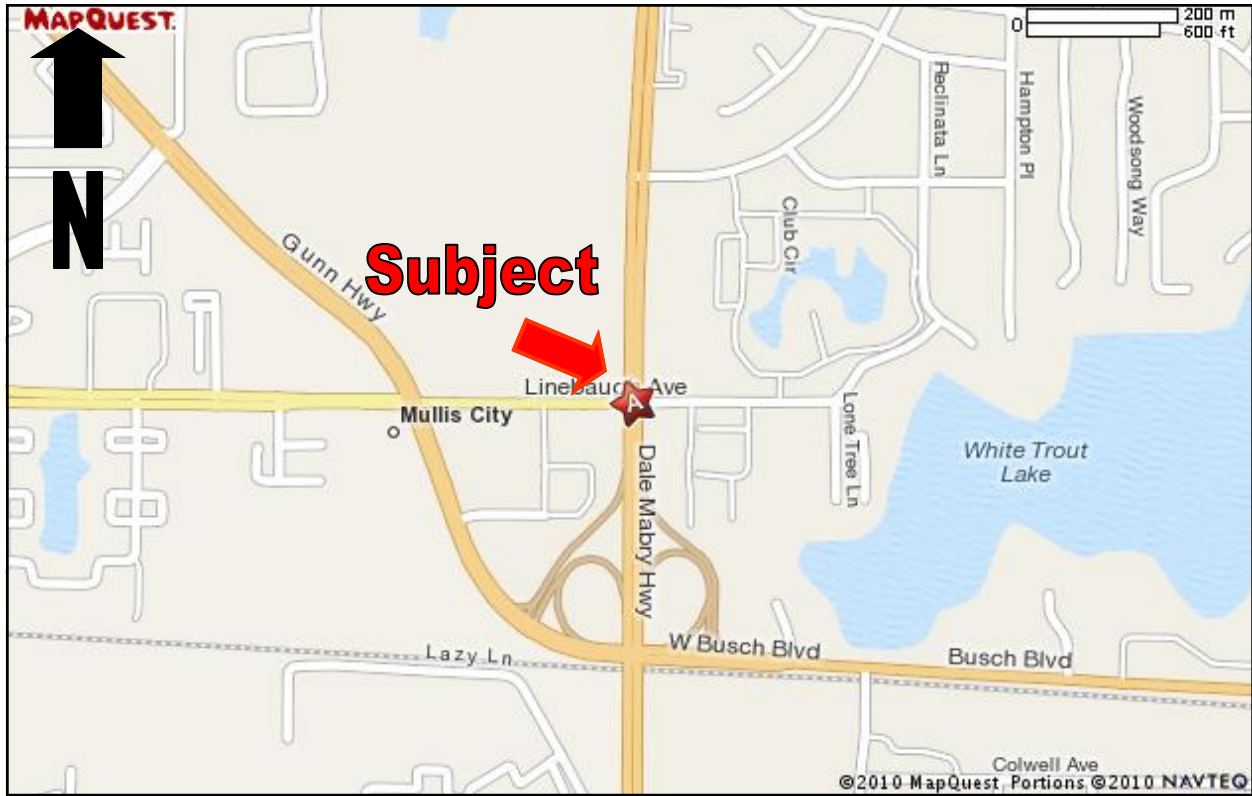 MAPQUEST.
0
200 m
600 ft
N
Reclinata Ln
Hampton Pl
Woodsong Way
Club Cir
Gunn Hwy
Subject
Ave
A
Mullis City
Lone Tree Ln
White Trout
Lake
Dale Mabry Hwy
W Busch Blvd
Busch Blvd
Lazy Ln
Colwell Ave
©2010 MapQuest Portions ©2010 NAVTEQ